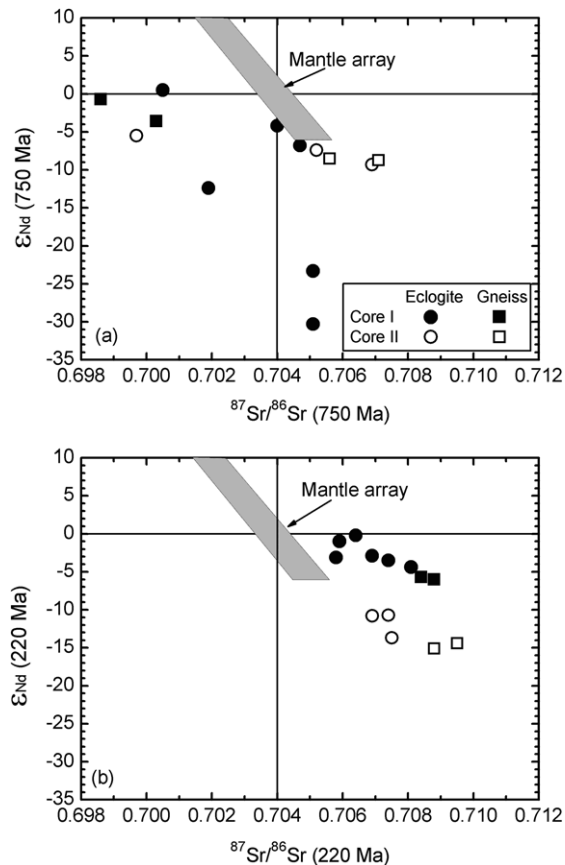 10
5
0
-5
-10
-15
-20
-25
-30
-35
εNd (750 Ma)
Mantle array
Eclogite Gneiss
Core I
Core II
(a)
0.698 0.700 0.702 0.704 0.706 0.708 0.710 0.712
87Sr/86Sr (750 Ma)
10
5
0
-5
-10
-15
-20
-25
-30
-35
εNd (220 Ma)
Mantle array
(b)
0.698 0.700 0.702 0.704 0.706 0.708 0.710 0.712
87Sr/86Sr (220 Ma)